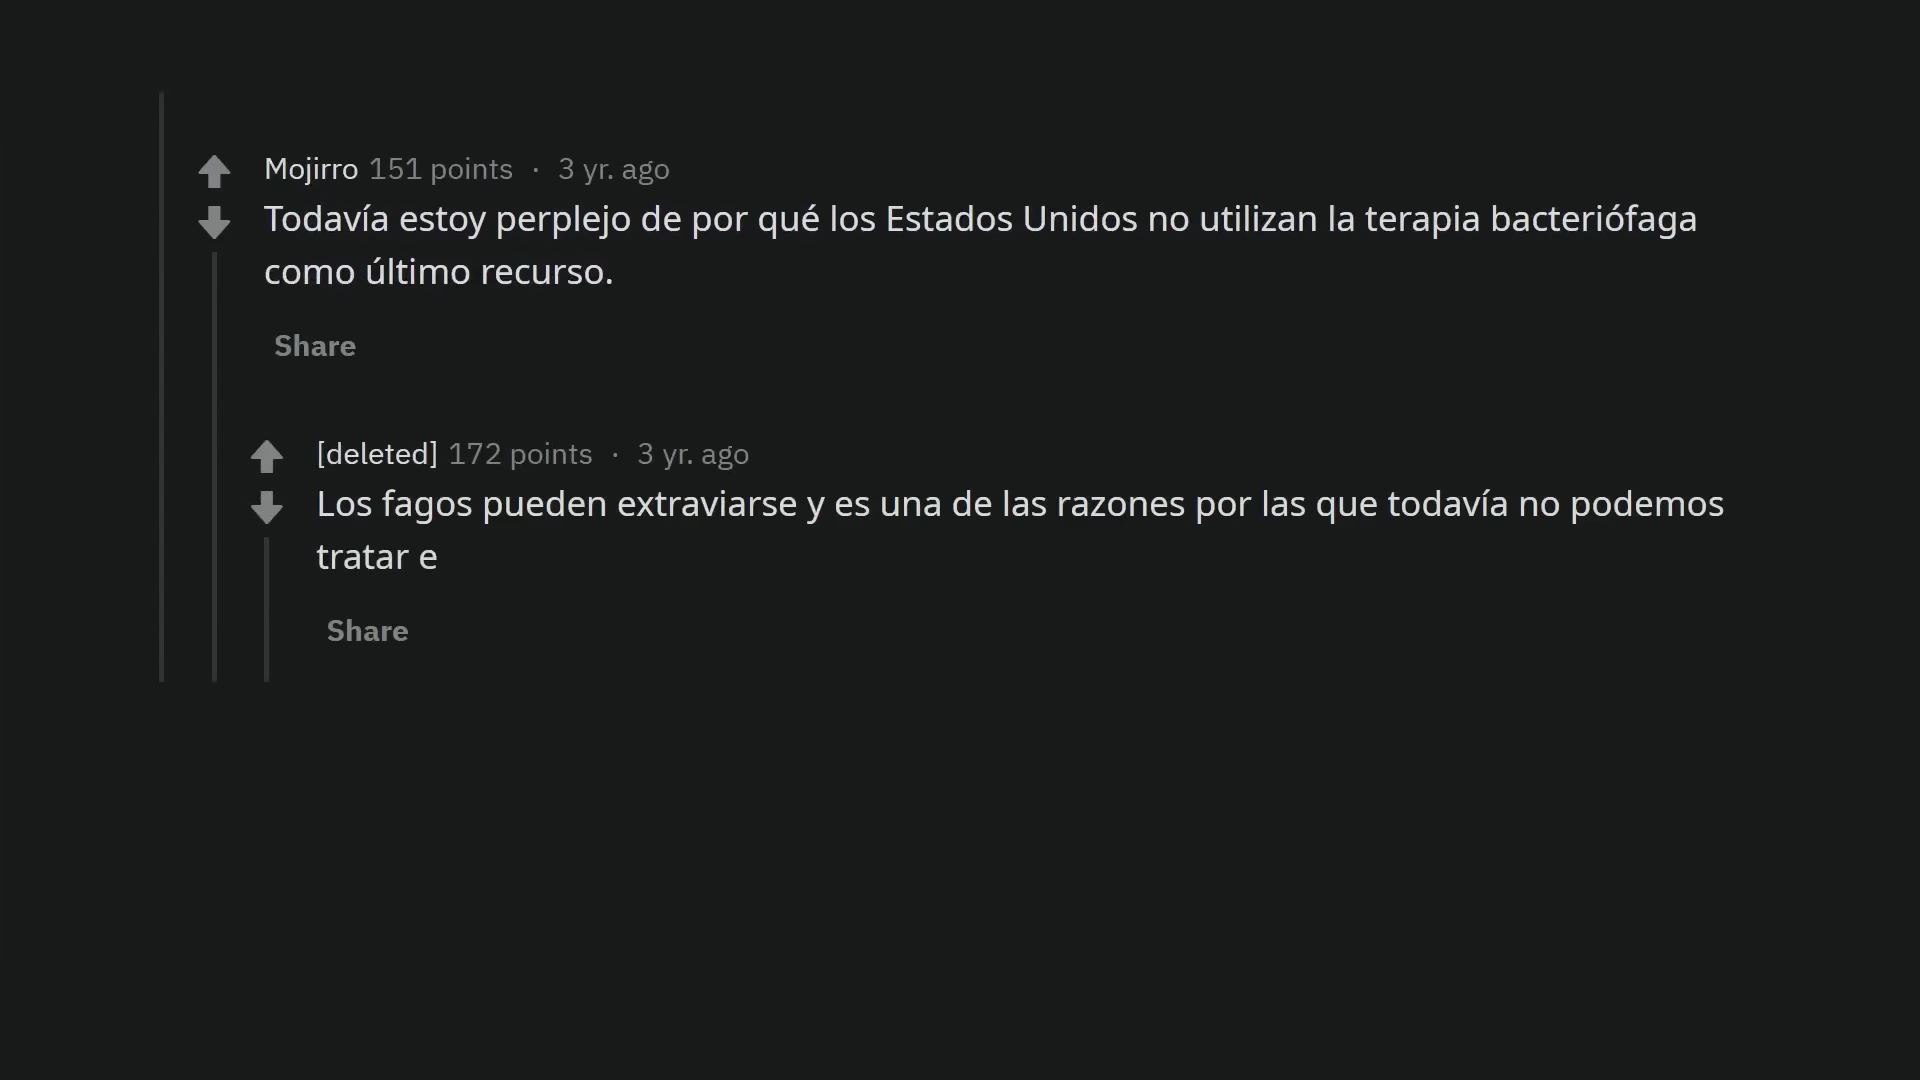 Mojirro 151 points · 3 yr. ago
Todavía estoy perplejo de por qué los Estados Unidos no utilizan la terapia bacteriófaga
como último recurso.
Share
[deleted] 172 points · 3 yr. ago
Los fagos pueden extraviarse y es una de las razones por las que todavía no podemos
tratar e
Share